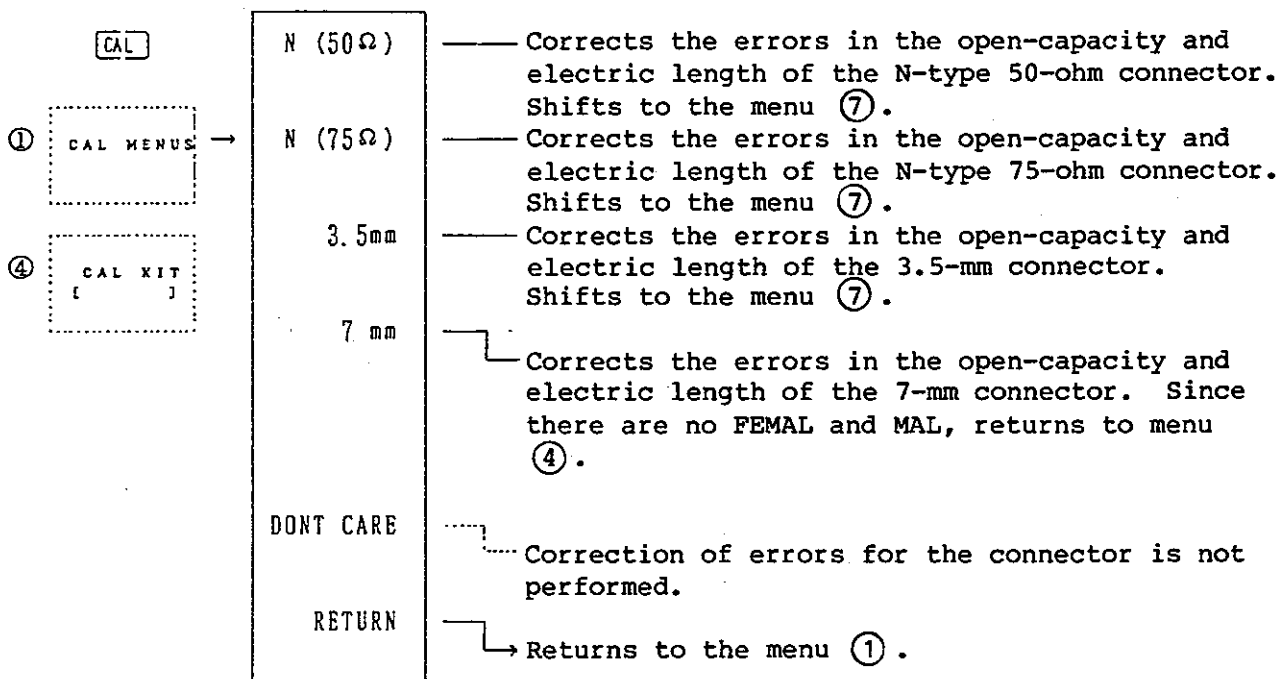 CAL
① CAL MENUS →
④ CAL KIT
[ ]
N (50Ω)
Corrects the errors in the open-capacity and
electric length of the N-type 50-ohm connector.
Shifts to the menu ⑦.
N (75Ω)
Corrects the errors in the open-capacity and
electric length of the N-type 75-ohm connector.
Shifts to the menu ⑦.
3.5mm
Corrects the errors in the open-capacity and
electric length of the 3.5-mm connector.
Shifts to the menu ⑦.
7 mm
Corrects the errors in the open-capacity and
electric length of the 7-mm connector. Since
there are no FEMAL and MAL, returns to menu
④.
DONT CARE
Correction of errors for the connector is not
performed.
RETURN
→ Returns to the menu ①.